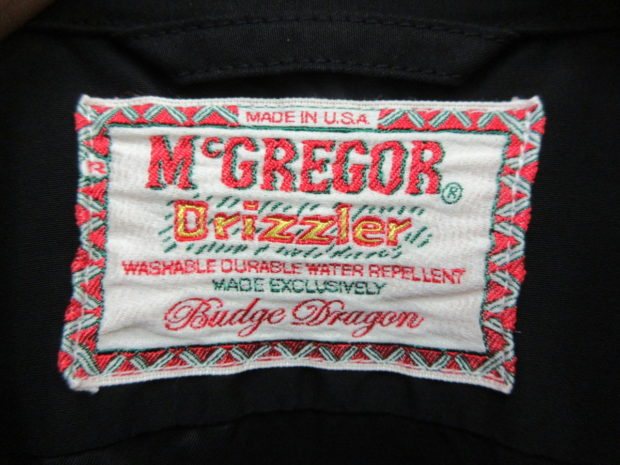 MADE IN U.S.A.
McGREGOR®
Drizzler
WASHABLE DURABLE WATER REPELLENT
MADE EXCLUSIVELY
Budge Dragon
R